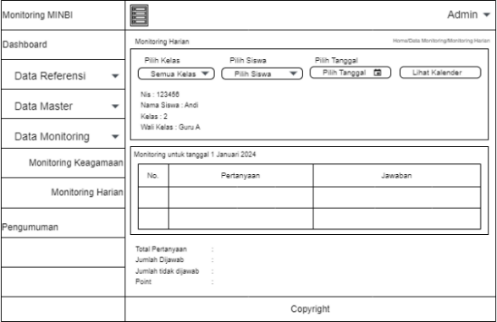 Monitoring MINBI
Admin
Dashboard
Data Referensi
Data Master
Data Monitoring
Monitoring Keagamaan
Monitoring Harian
Pengumuman
Monitoring Harian
Home/Data Monitoring/Monitoring Harian
Pilih Kelas
Pilih Siswa
Pilih Tanggal
Semua Kelas
Pilih Siswa
Pilih Tanggal
Lihat Kalender
Nis : 123456
Nama Siswa : Andi
Kelas : 2
Wali Kelas : Guru A
Monitoring untuk tanggal 1 Januari 2024
No.
Pertanyaan
Jawaban
Total Pertanyaan :
Jumlah Dijawab :
Jumlah tidak dijawab :
Point :
Copyright